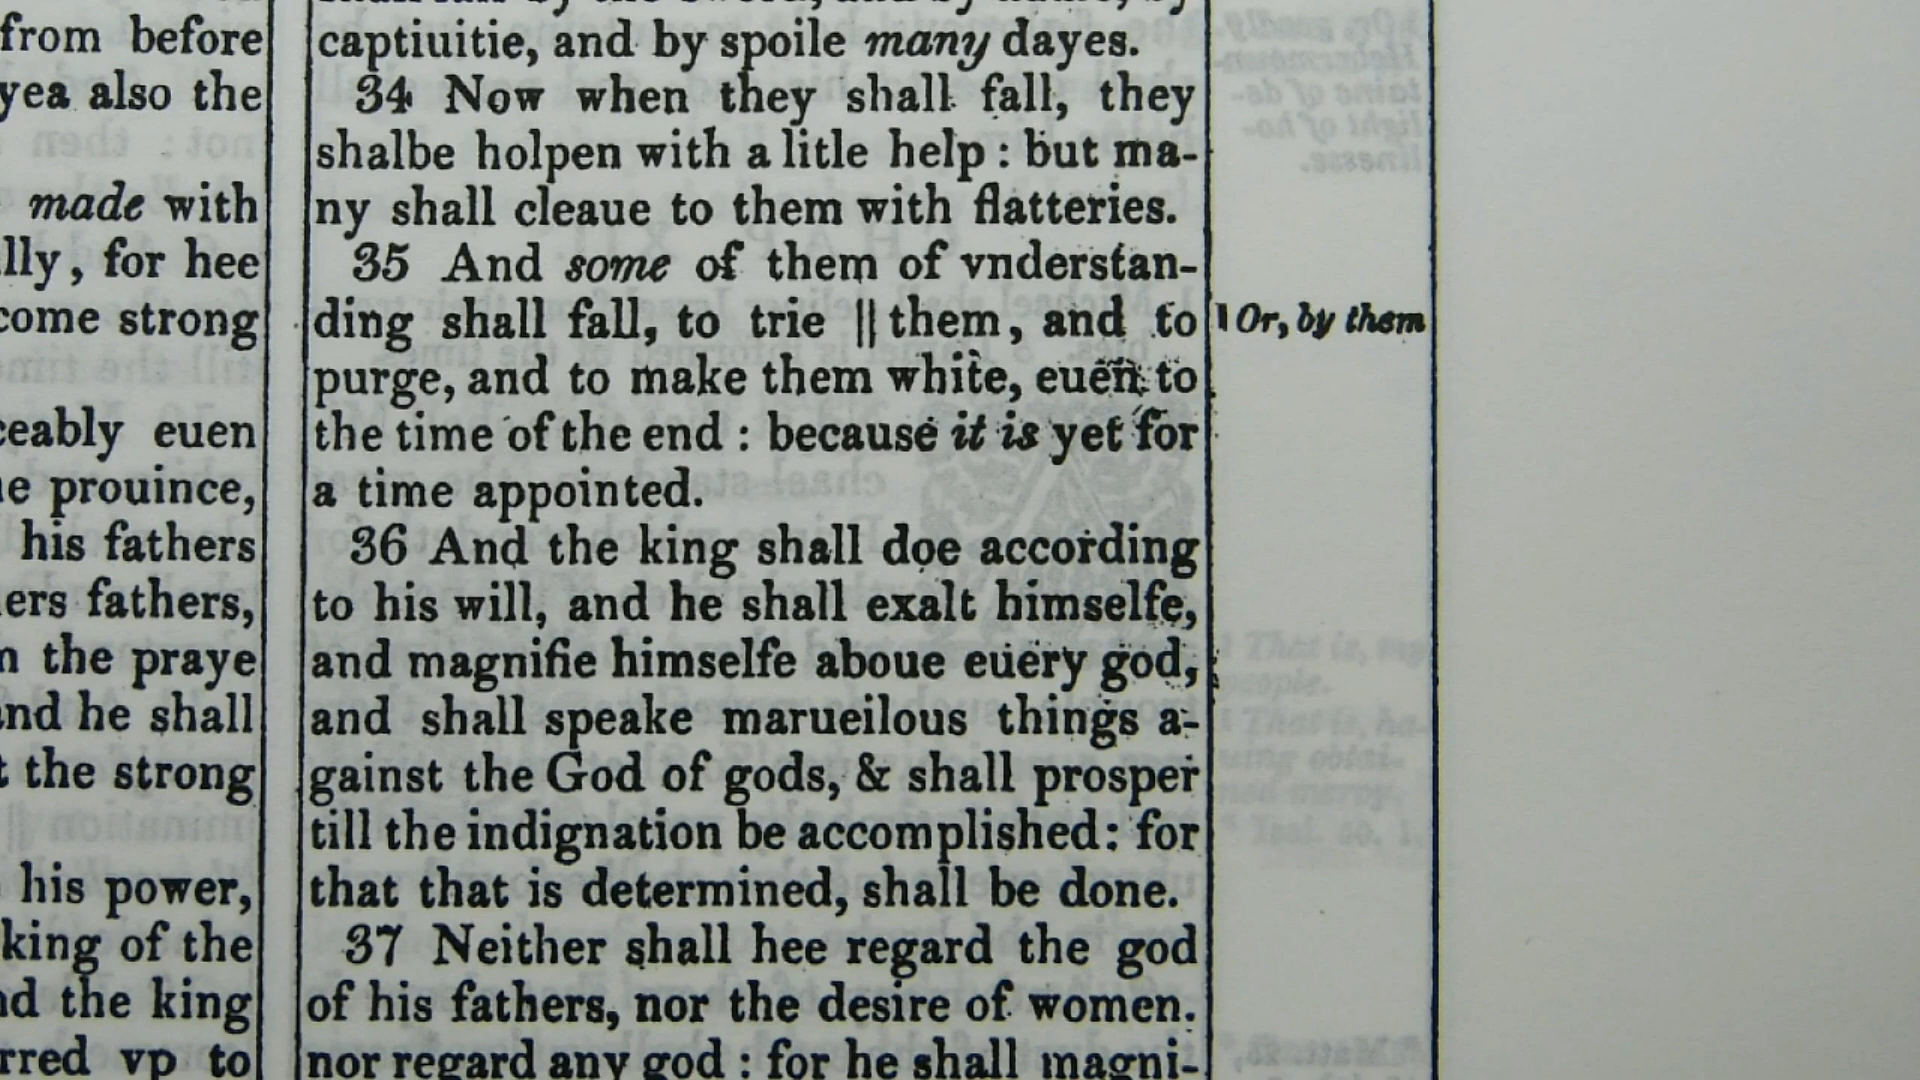 from before
yea also the
made with
lly, for hee
come strong
ceably euen
e prouince,
his fathers
ers fathers,
n the praye
nd he shall
t the strong
his power,
king of the
nd the king
rred vp to
captiuitie, and by spoile many dayes.
34 Now when they shall fall, they
shalbe holpen with a litle help : but ma-
ny shall cleaue to them with flatteries.
35 And some of them of vnderstan-
ding shall fall, to trie || them, and to
purge, and to make them white, euen to
the time of the end : because it is yet for
a time appointed.
36 And the king shall doe according
to his will, and he shall exalt himselfe,
and magnifie himselfe aboue euery god,
and shall speake marueilous things a-
gainst the God of gods, & shall prosper
till the indignation be accomplished: for
that that is determined, shall be done.
37 Neither shall hee regard the god
of his fathers, nor the desire of women.
nor regard any god : for he shall magni-
|| Or, by them